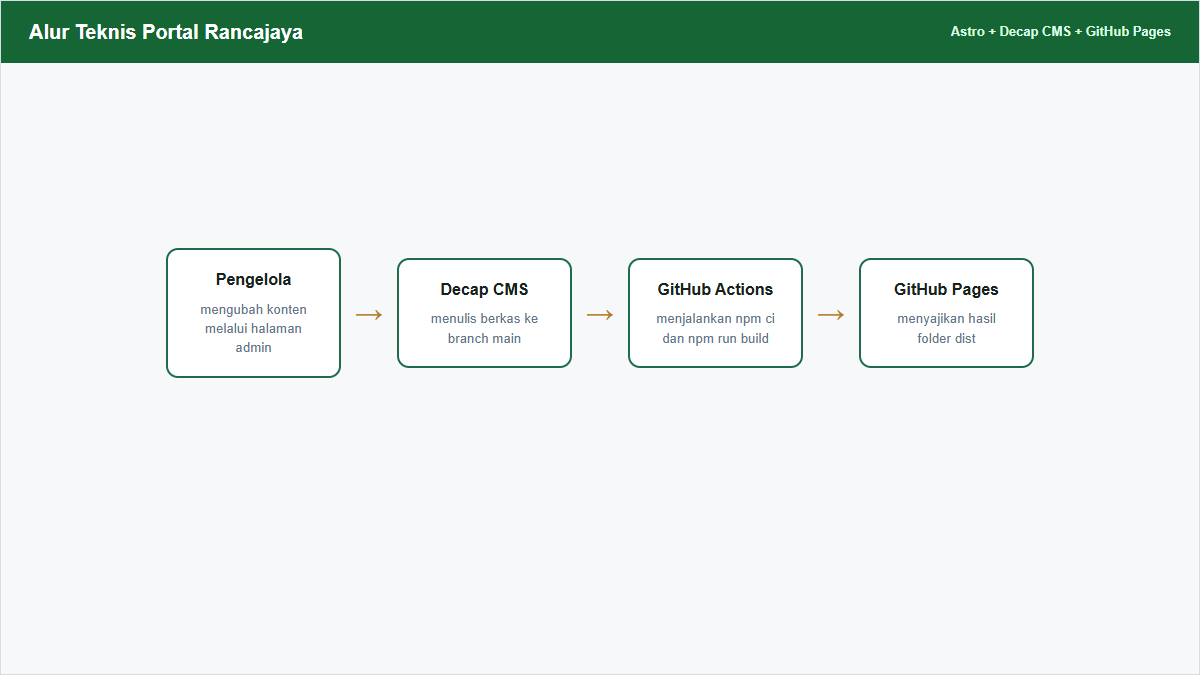 Alur Teknis Portal Rancajaya
Astro + Decap CMS + GitHub Pages
Pengelola
mengubah konten
melalui halaman
admin
→
Decap CMS
menulis berkas ke
branch main
→
GitHub Actions
menjalankan npm ci
dan npm run build
→
GitHub Pages
menyajikan hasil
folder dist